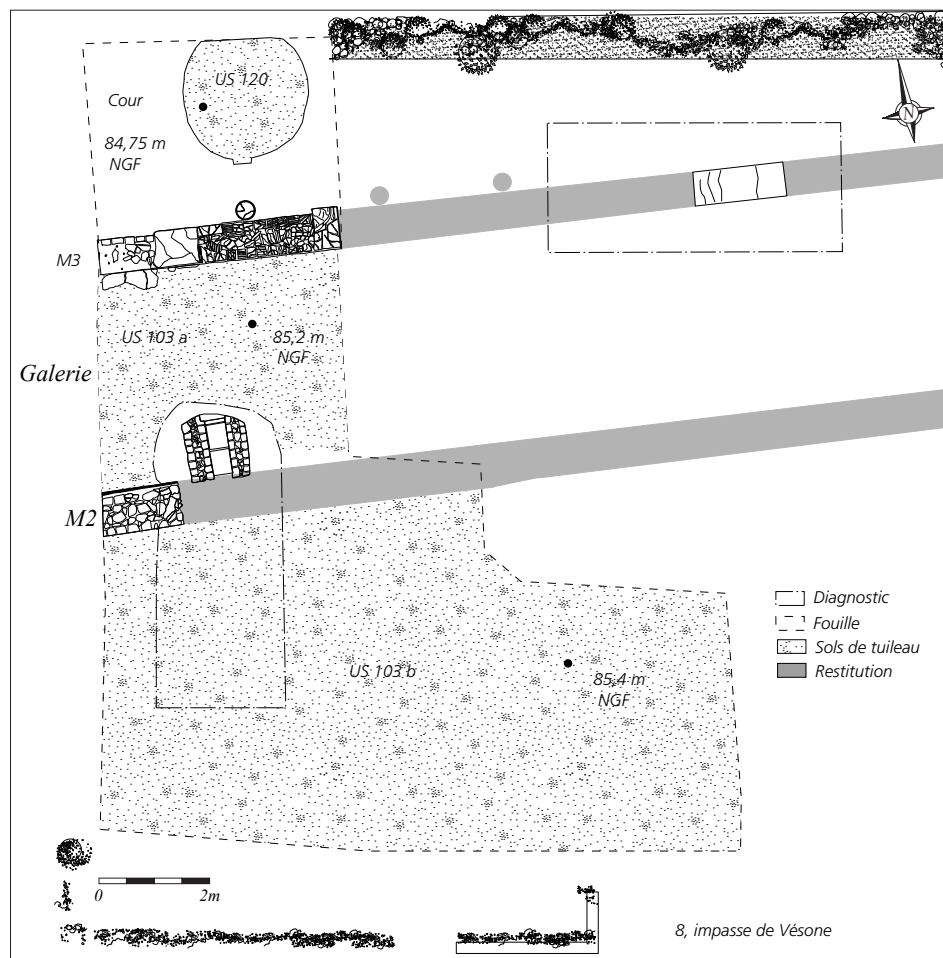 US 120
Cour
84,75 m
NGF
N
M3
US 103 a
85,2 m
NGF
Galerie
M2
Diagnostic
Fouille
Sols de tuileau
Restitution
US 103 b
85,4 m
NGF
0 2m
8, impasse de Vésone